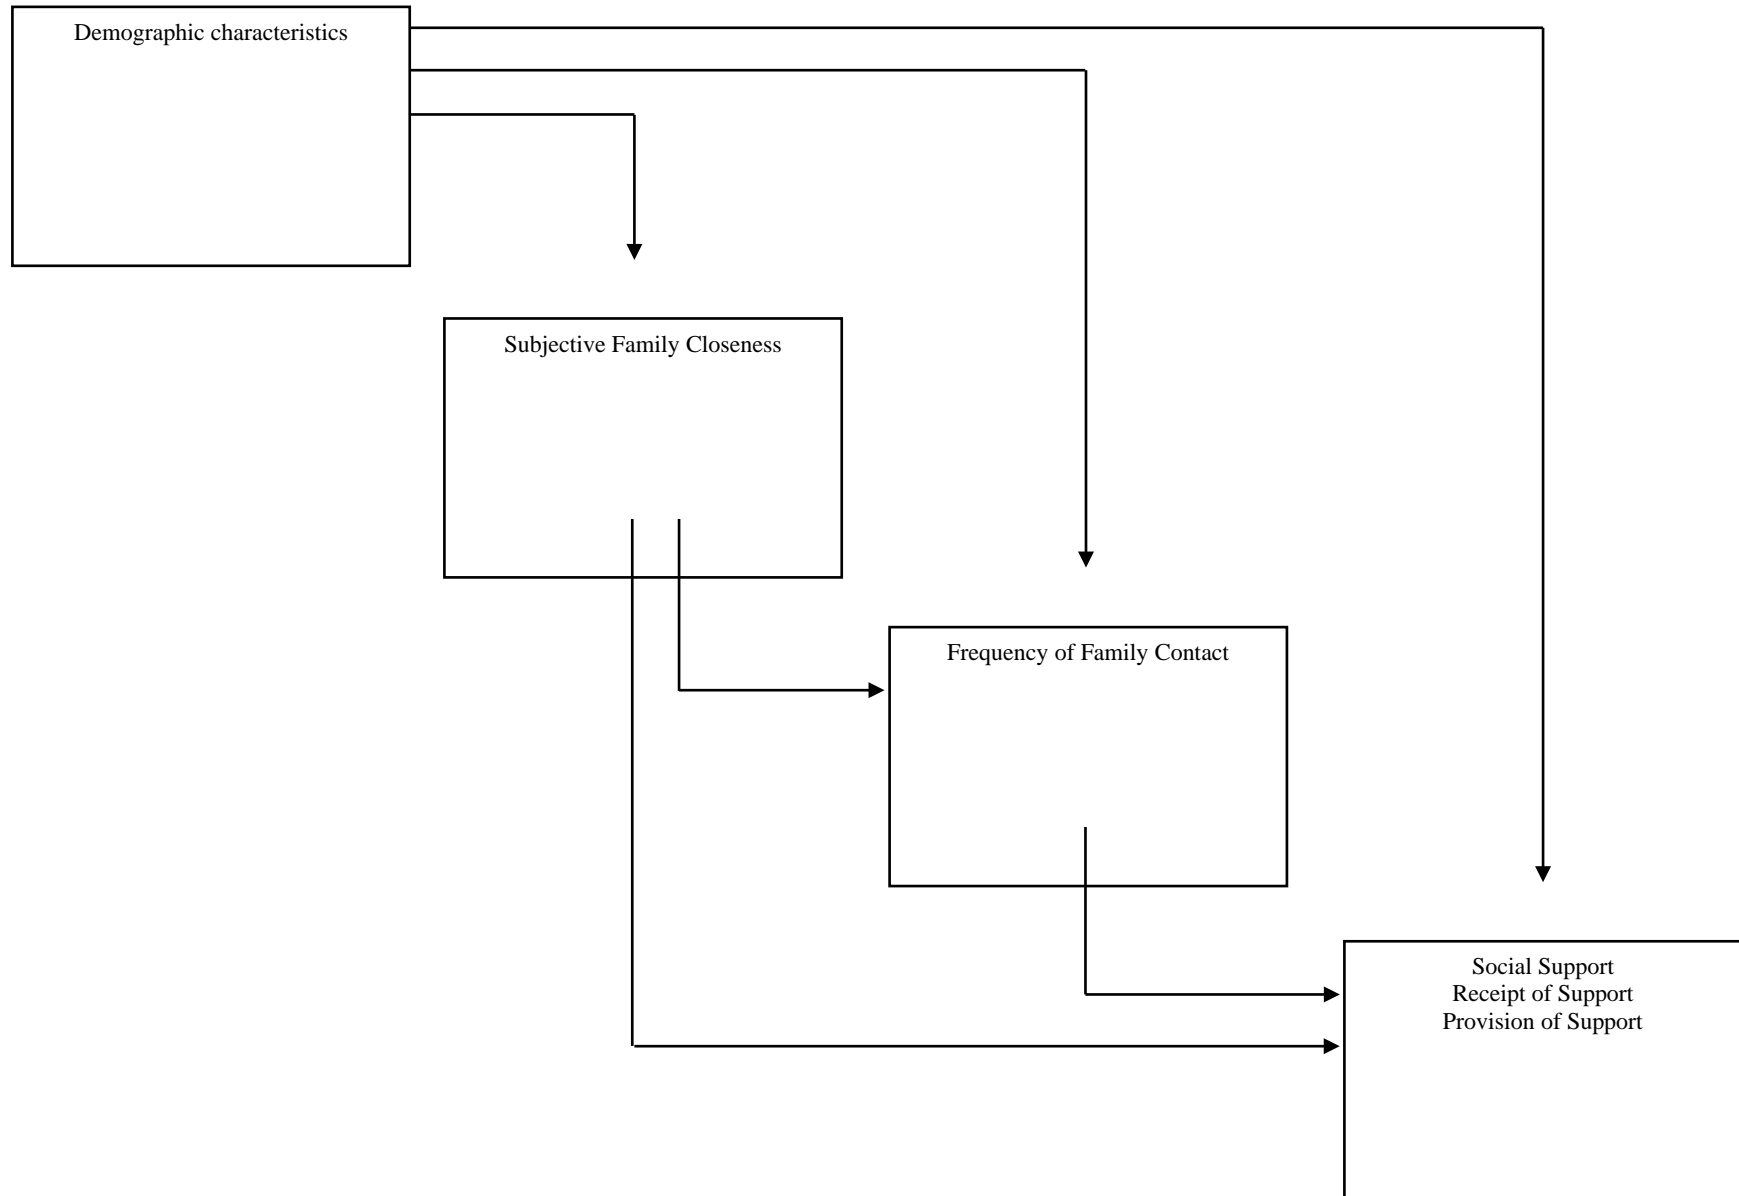 Demographic characteristics
Subjective Family Closeness
Frequency of Family Contact
Social Support
Receipt of Support
Provision of Support